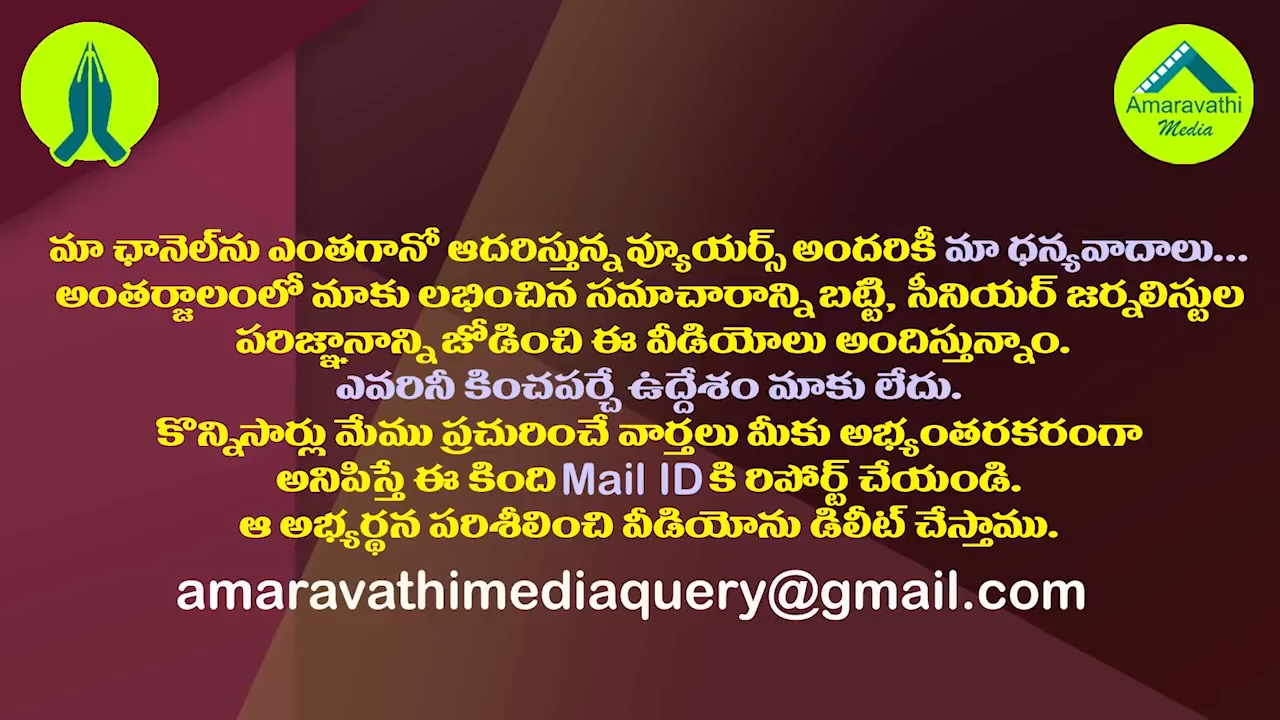 Amaravathi
Media
మా ఛానెల్‌ను ఎంతగానో ఆదరిస్తున్న వ్యూయర్స్ అందరికీ మా ధన్యవాదాలు...
అంతర్జాలంలో మాకు లభించిన సమాచారాన్ని బట్టి, సీనియర్ జర్నలిస్టుల
పరిజ్ఞానాన్ని జోడించి ఈ వీడియోలు అందిస్తున్నాం.
ఎవరినీ కించపర్చే ఉద్దేశం మాకు లేదు.
కొన్నిసార్లు మేము ప్రచురించే వార్తలు మీకు అభ్యంతరకరంగా
అనిపిస్తే ఈ కింది Mail ID కి రిపోర్ట్ చేయండి.
ఆ అభ్యర్థన పరిశీలించి వీడియోను డిలీట్ చేస్తాము.
amaravathimediaquery@gmail.com